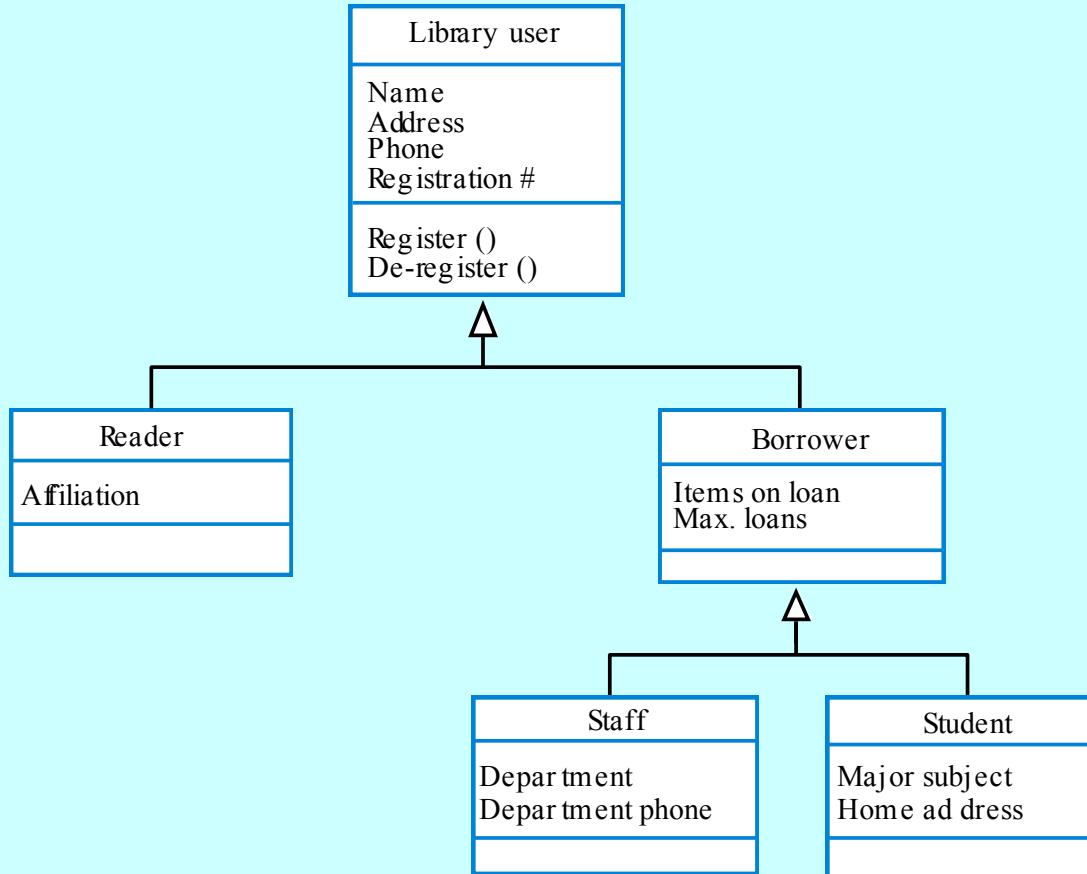 Library user
Name
Address
Phone
Registration #
Register ()
De-register ()
Reader
Affiliation
Borrower
Items on loan
Max. loans
Staff
Department
Department phone
Student
Major subject
Home address